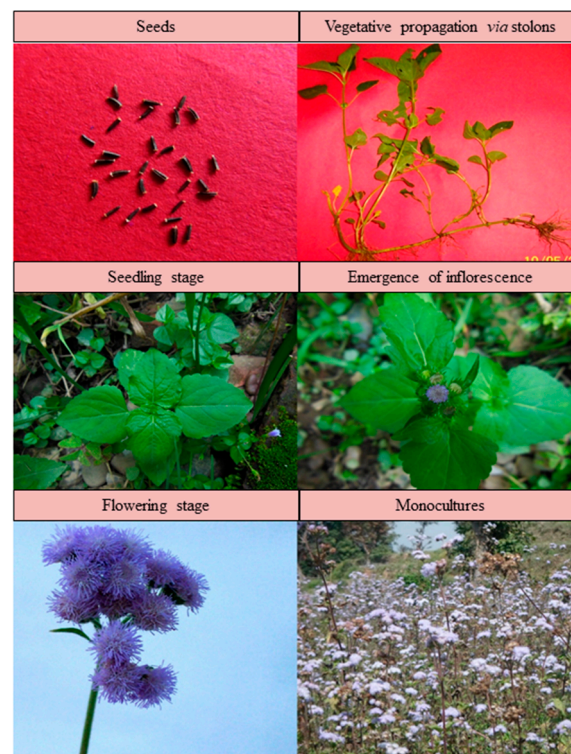 Seeds
Vegetative propagation via stolons
Seedling stage
Emergence of inflorescence
Flowering stage
Monocultures